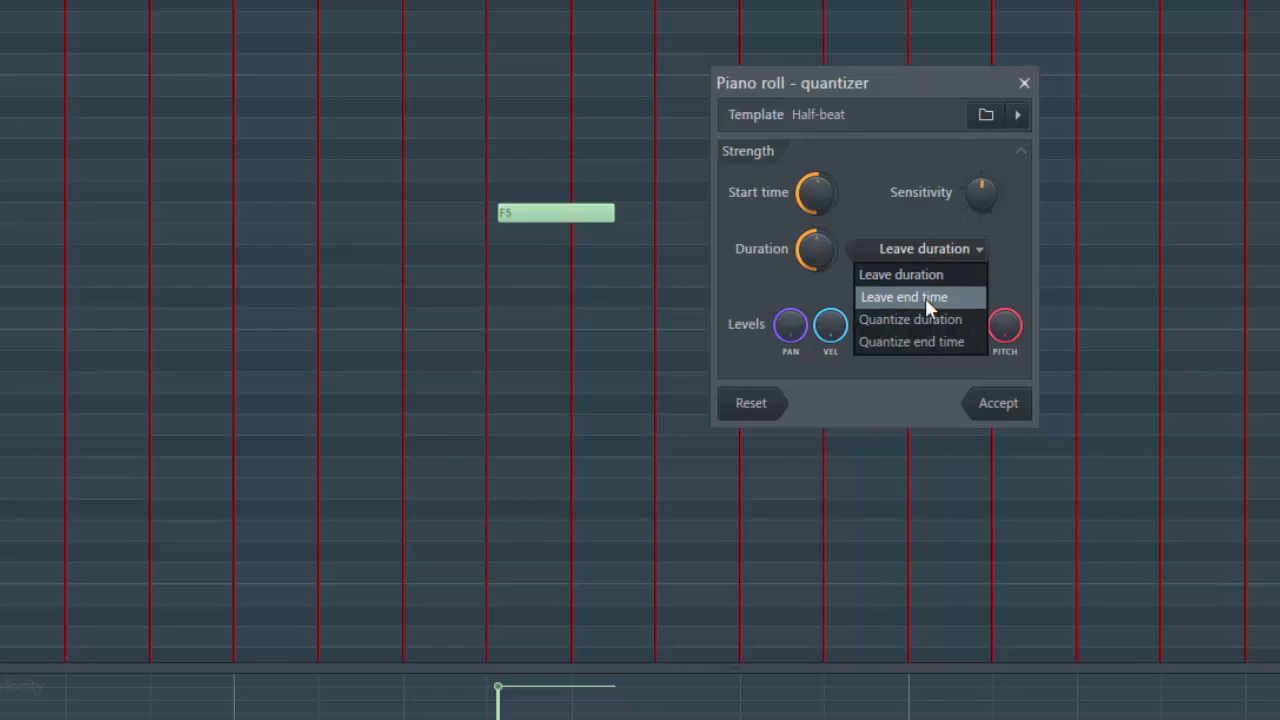 Piano roll - quantizer
Template Half-beat
Strength
Start time Sensitivity
F5
Duration Leave duration
Leave duration
Leave end time
Quantize duration
Quantize end time
Levels
PAN VEL PITCH
Reset Accept